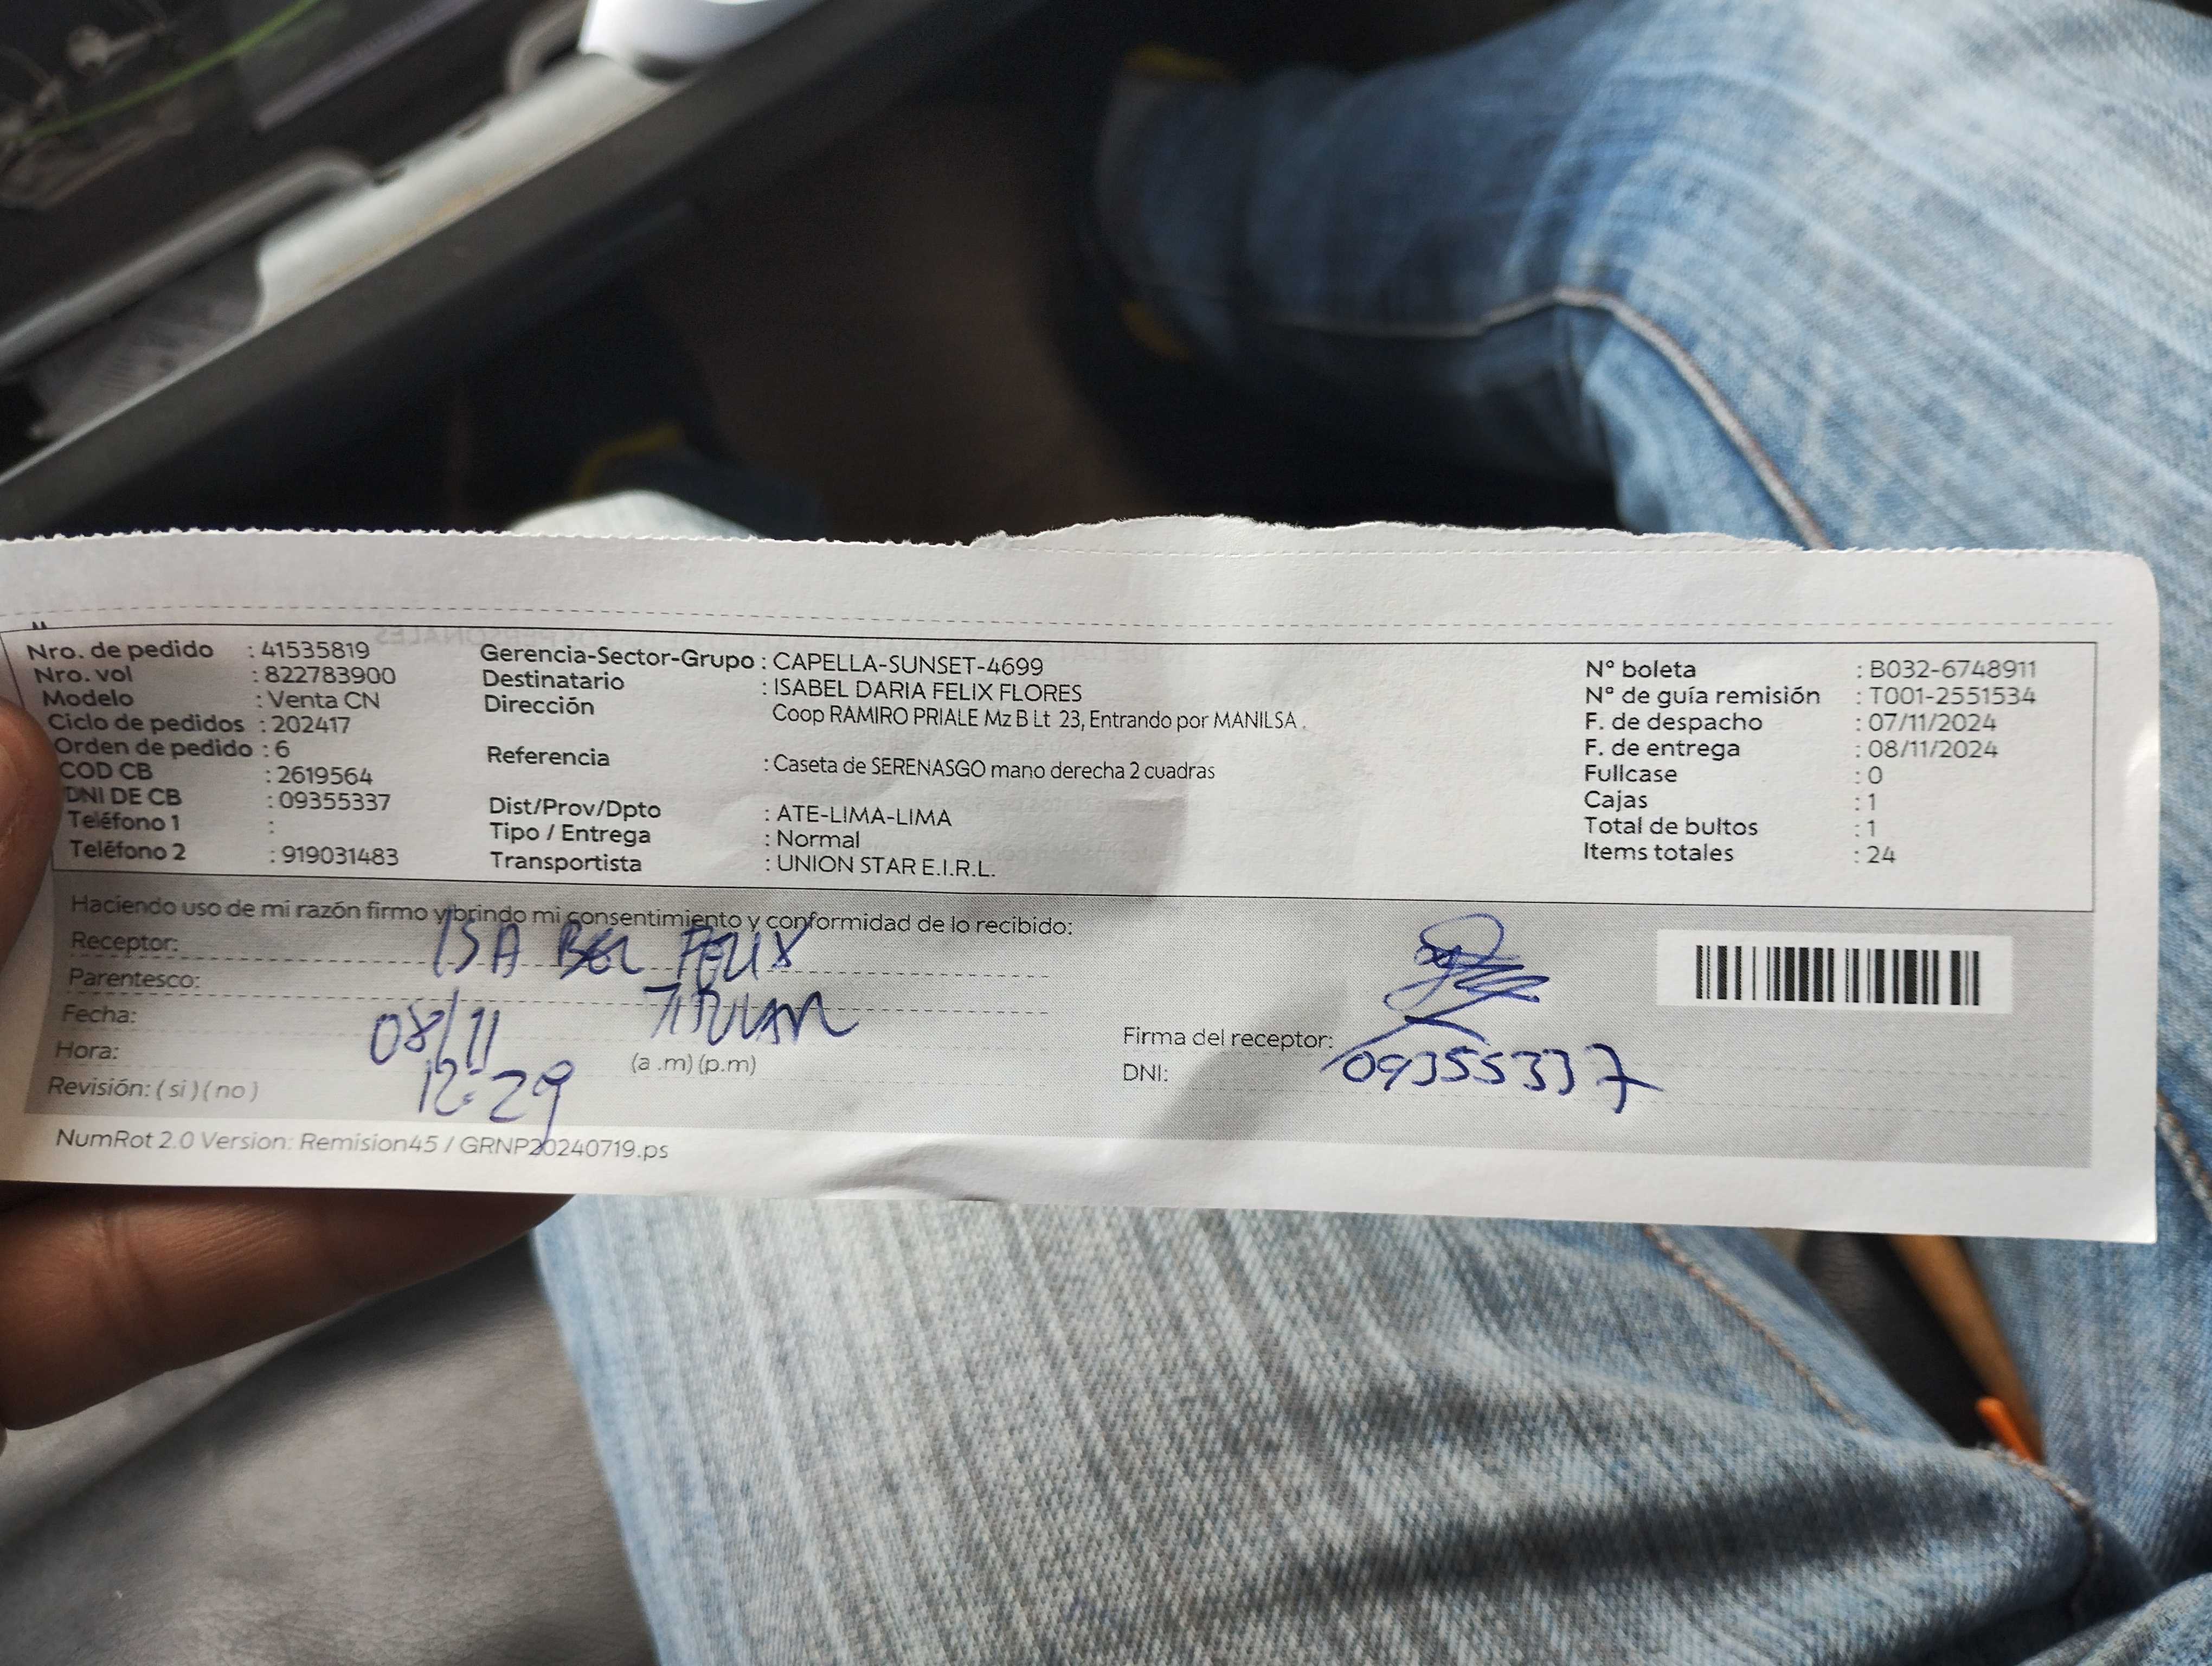 Nro. de pedido : 41535819
Nro. vol : 822783900
Modelo : Venta CN
Ciclo de pedidos : 202417
Orden de pedido : 6
COD CB : 2619564
DNI DE CB : 09355337
Teléfono 1 :
Teléfono 2 : 919031483
Gerencia-Sector-Grupo : CAPELLA-SUNSET-4699
Destinatario : ISABEL DARIA FELIX FLORES
Dirección Coop RAMIRO PRIALE Mz B Lt 23, Entrando por MANILSA .
Referencia : Caseta de SERENASGO mano derecha 2 cuadras
Dist/Prov/Dpto : ATE-LIMA-LIMA
Tipo / Entrega : Normal
Transportista : UNION STAR E.I.R.L.
N° boleta : B032-6748911
N° de guía remisión : T001-2551534
F. de despacho : 07/11/2024
F. de entrega : 08/11/2024
Fullcase : 0
Cajas : 1
Total de bultos : 1
Items totales : 24
Haciendo uso de mi razón firmo y brindo mi consentimiento y conformidad de lo recibido:
Receptor: ISABEL FELIX
Parentesco: TITULAR
Fecha: 08/11
Hora: 12:29 (a .m) (p.m)
Revisión: ( si ) ( no )
Firma del receptor:
DNI: 09355337
NumRot 2.0 Version: Remision45 / GRNP20240719.ps